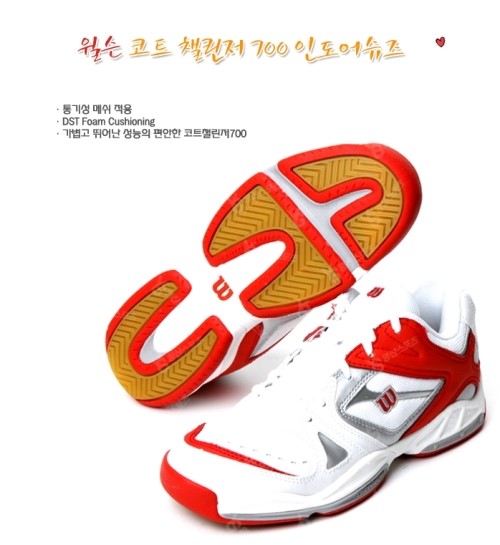 윌슨 코트 챌린저 700 인도어슈즈
· 통기성 메쉬 적용
· DST Foam Cushioning
· 가볍고 뛰어난 성능의 편안한 코트챌린저700
W
W